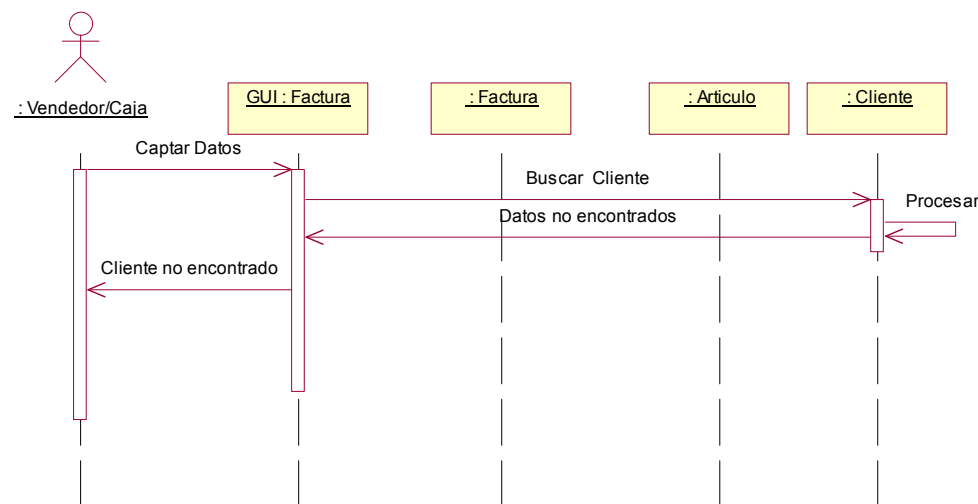 : Vendedor/Caja
GUI : Factura
: Factura
: Articulo
: Cliente
Captar Datos
Buscar Cliente
Procesar
Datos no encontrados
Cliente no encontrado